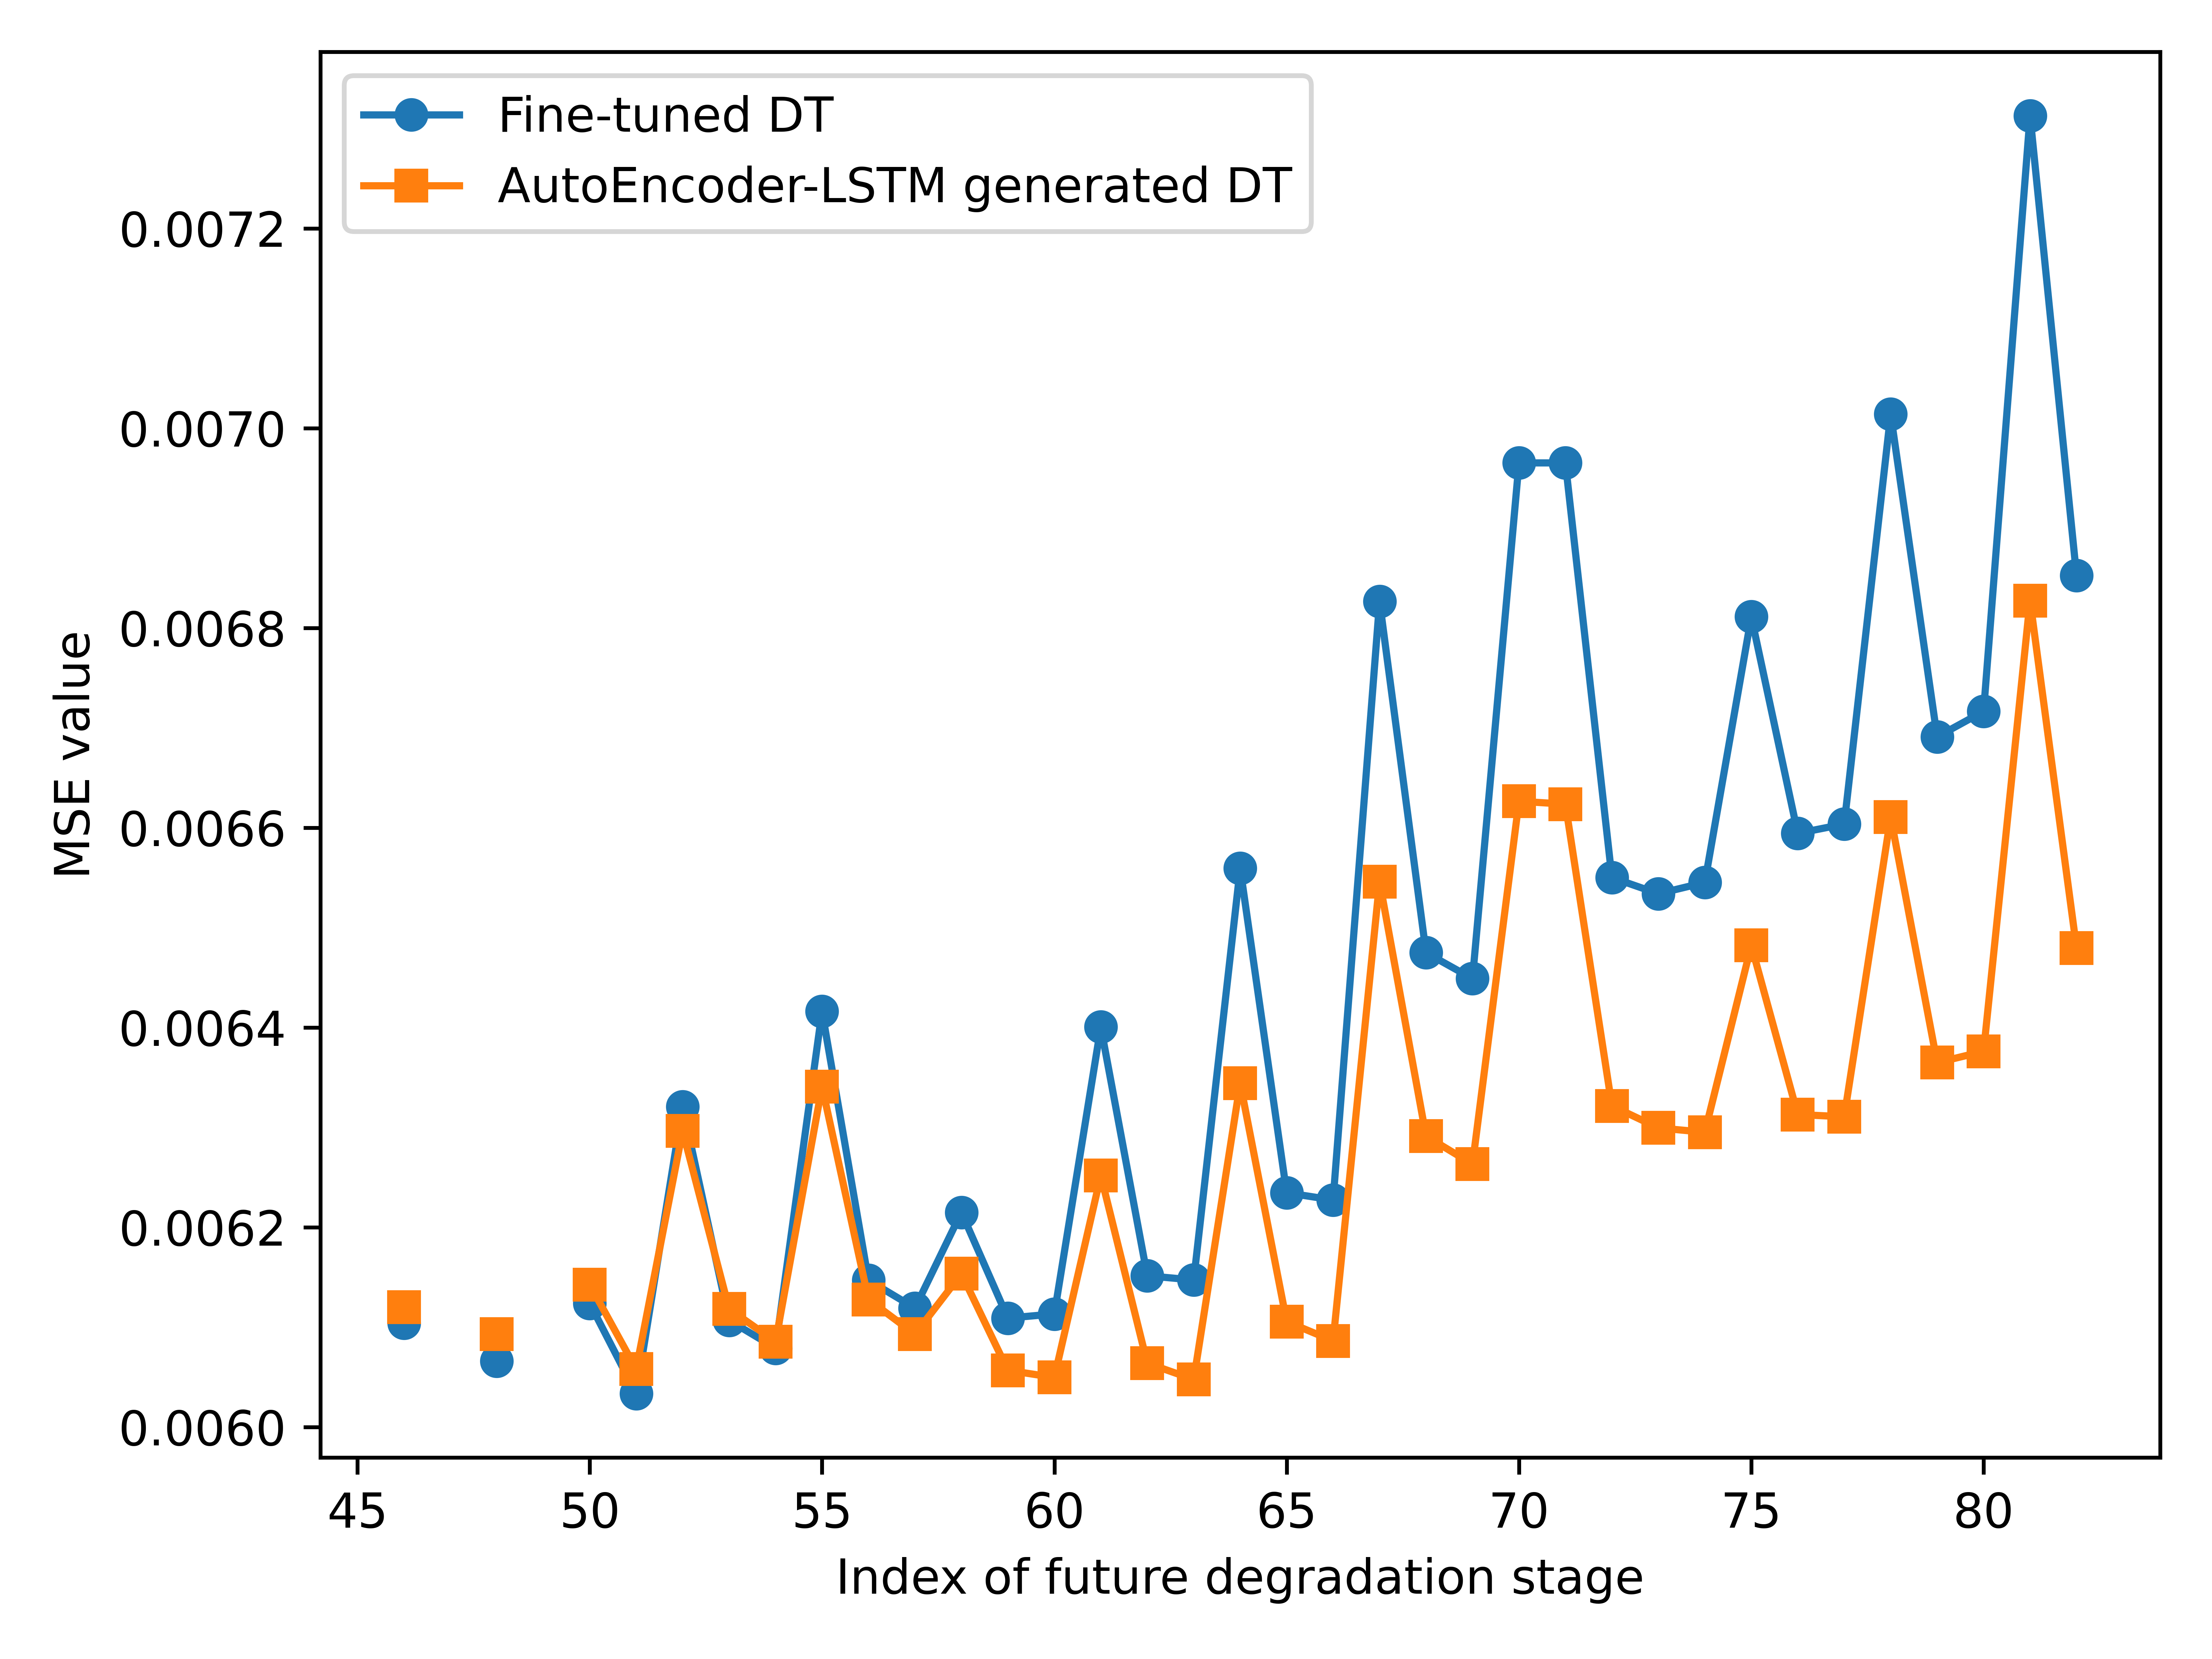 Fine-tuned DT
AutoEncoder-LSTM generated DT
0.0072
0.0070
0.0068
0.0066
0.0064
0.0062
0.0060
MSE value
45 50 55 60 65 70 75 80
Index of future degradation stage